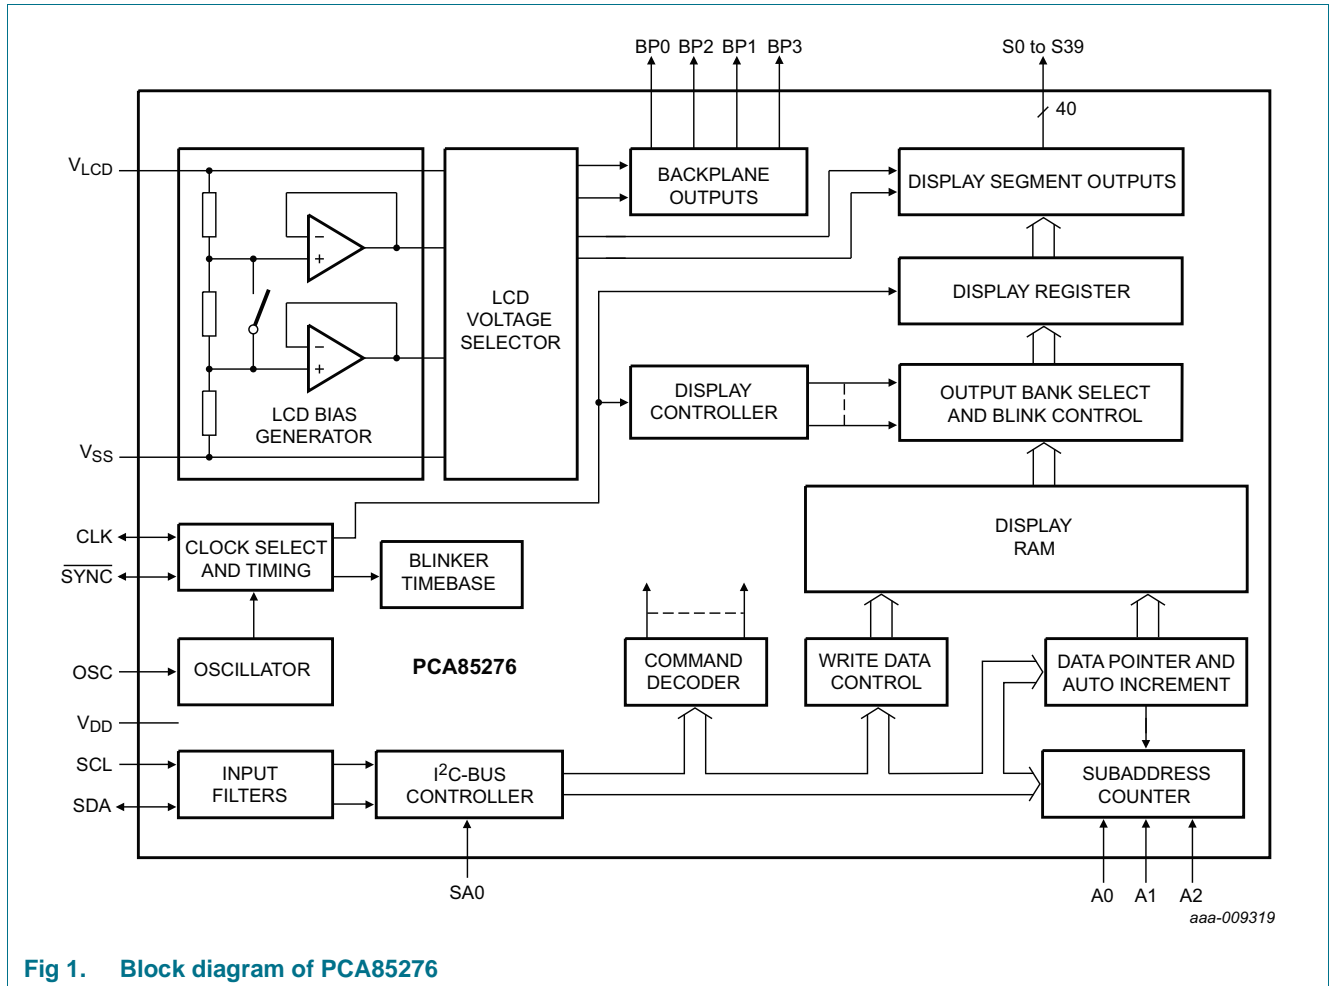 BP0 BP2 BP1 BP3
S0 to S39
40
VLCD
BACKPLANE
OUTPUTS
DISPLAY SEGMENT OUTPUTS
−
+
LCD
VOLTAGE
SELECTOR
DISPLAY REGISTER
−
+
LCD BIAS
GENERATOR
DISPLAY
CONTROLLER
OUTPUT BANK SELECT
AND BLINK CONTROL
VSS
CLK
SYNC
CLOCK SELECT
AND TIMING
BLINKER
TIMEBASE
DISPLAY
RAM
OSC
OSCILLATOR
PCA85276
COMMAND
DECODER
WRITE DATA
CONTROL
DATA POINTER AND
AUTO INCREMENT
VDD
SCL
SDA
INPUT
FILTERS
I2C-BUS
CONTROLLER
SUBADDRESS
COUNTER
SA0
A0 A1 A2
aaa-009319
Fig 1. Block diagram of PCA85276